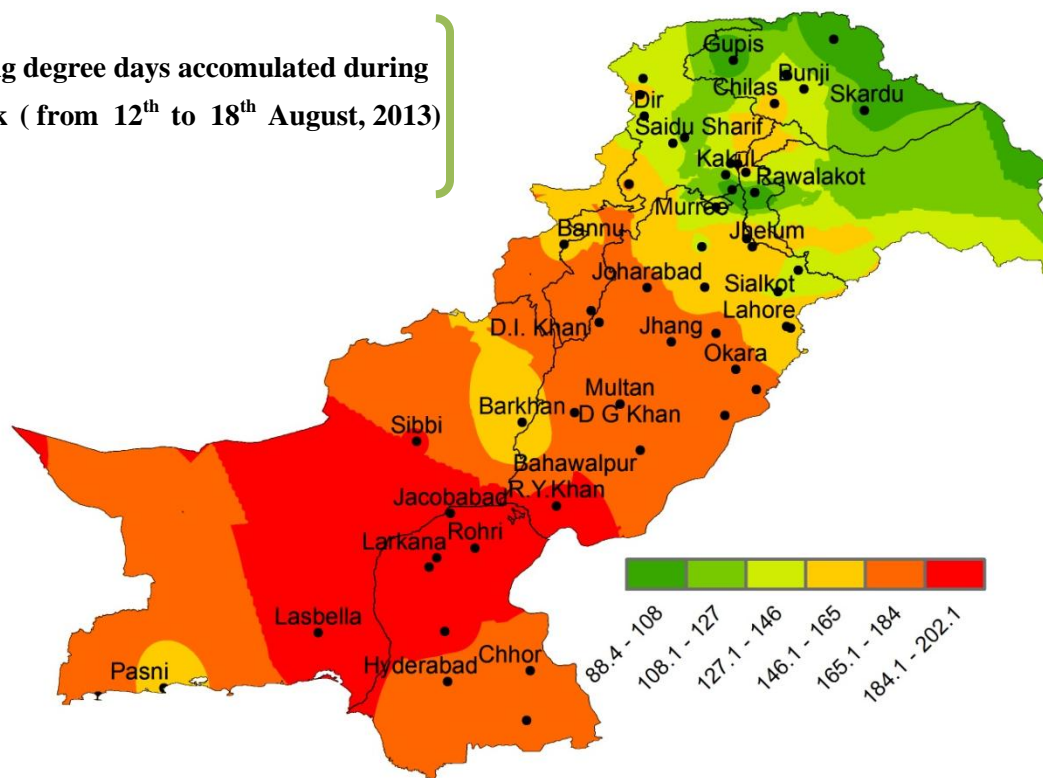 g degree days accomulated during
k ( from 12th to 18th August, 2013)
Gupis
Bunji
Chilas
Skardu
Dir
Saidu Sharif
Kakul
Rawalakot
Murree
Bannu
Jhelum
Joharabad
Sialkot
Lahore
D.I. Khan
Jhang
Okara
Multan
Barkhan
D G Khan
Sibbi
Bahawalpur
R.Y.Khan
Jacobabad
Rohri
Larkana
Lasbella
Hyderabad
Chhor
Pasni
88.4 - 108
108.1 - 127
127.1 - 146
146.1 - 165
165.1 - 184
184.1 - 202.1